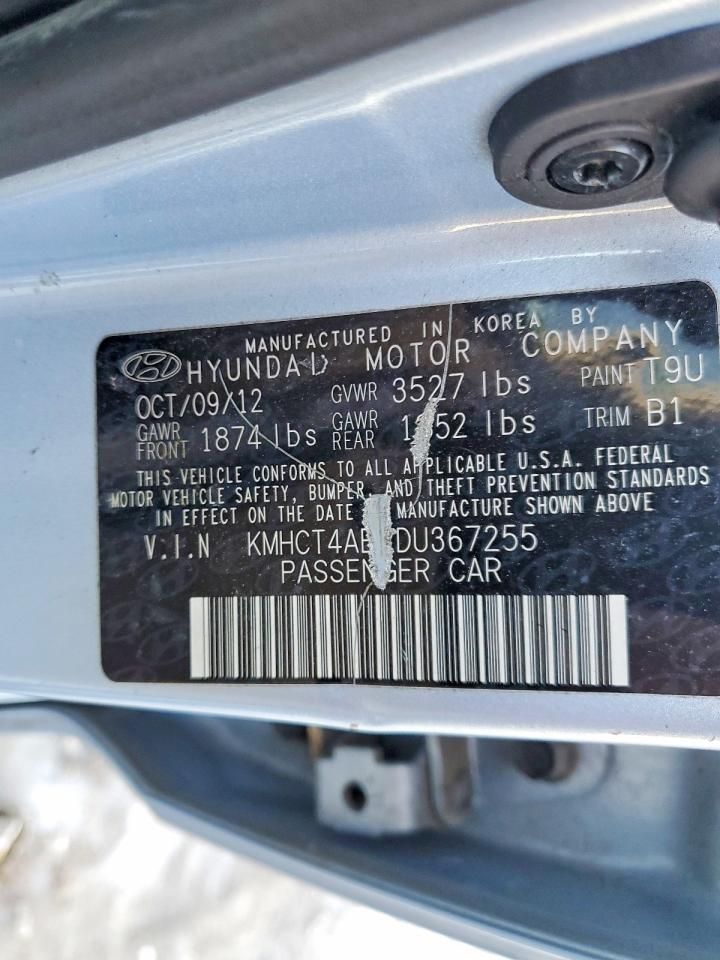 MANUFACTURED IN KOREA BY
HYUNDAI MOTOR COMPANY
OCT/09/12 GVWR 3527 lbs PAINT T9U
GAWR FRONT 1874 lbs GAWR REAR lbs TRIM B1
THIS VEHICLE CONFORMS TO ALL APPLICABLE U.S.A. FEDERAL
MOTOR VEHICLE SAFETY, BUMPER, AND THEFT PREVENTION STANDARDS
IN EFFECT ON THE DATE MANUFACTURE SHOWN ABOVE
V.I.N
PASSENGER CAR